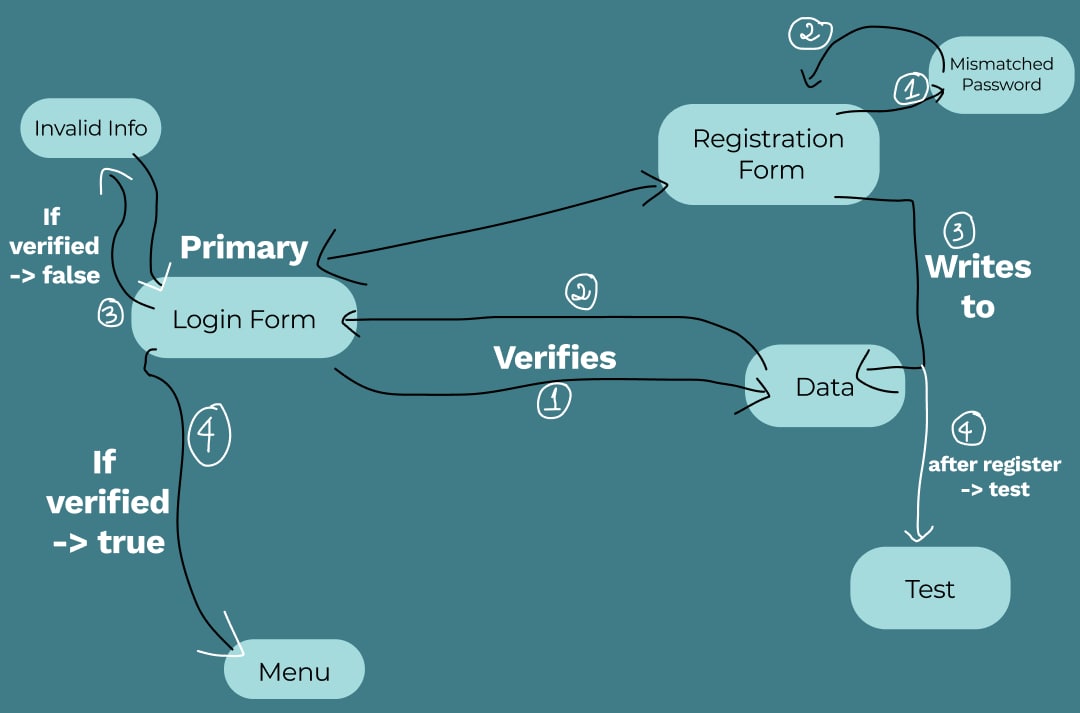 2
Mismatched
Password
1
Invalid Info
Registration
Form
If
verified
-> false
Primary
3
Writes
to
3
Login Form
2
Verifies
1
Data
4
If
verified
-> true
4
after register
-> test
Test
Menu